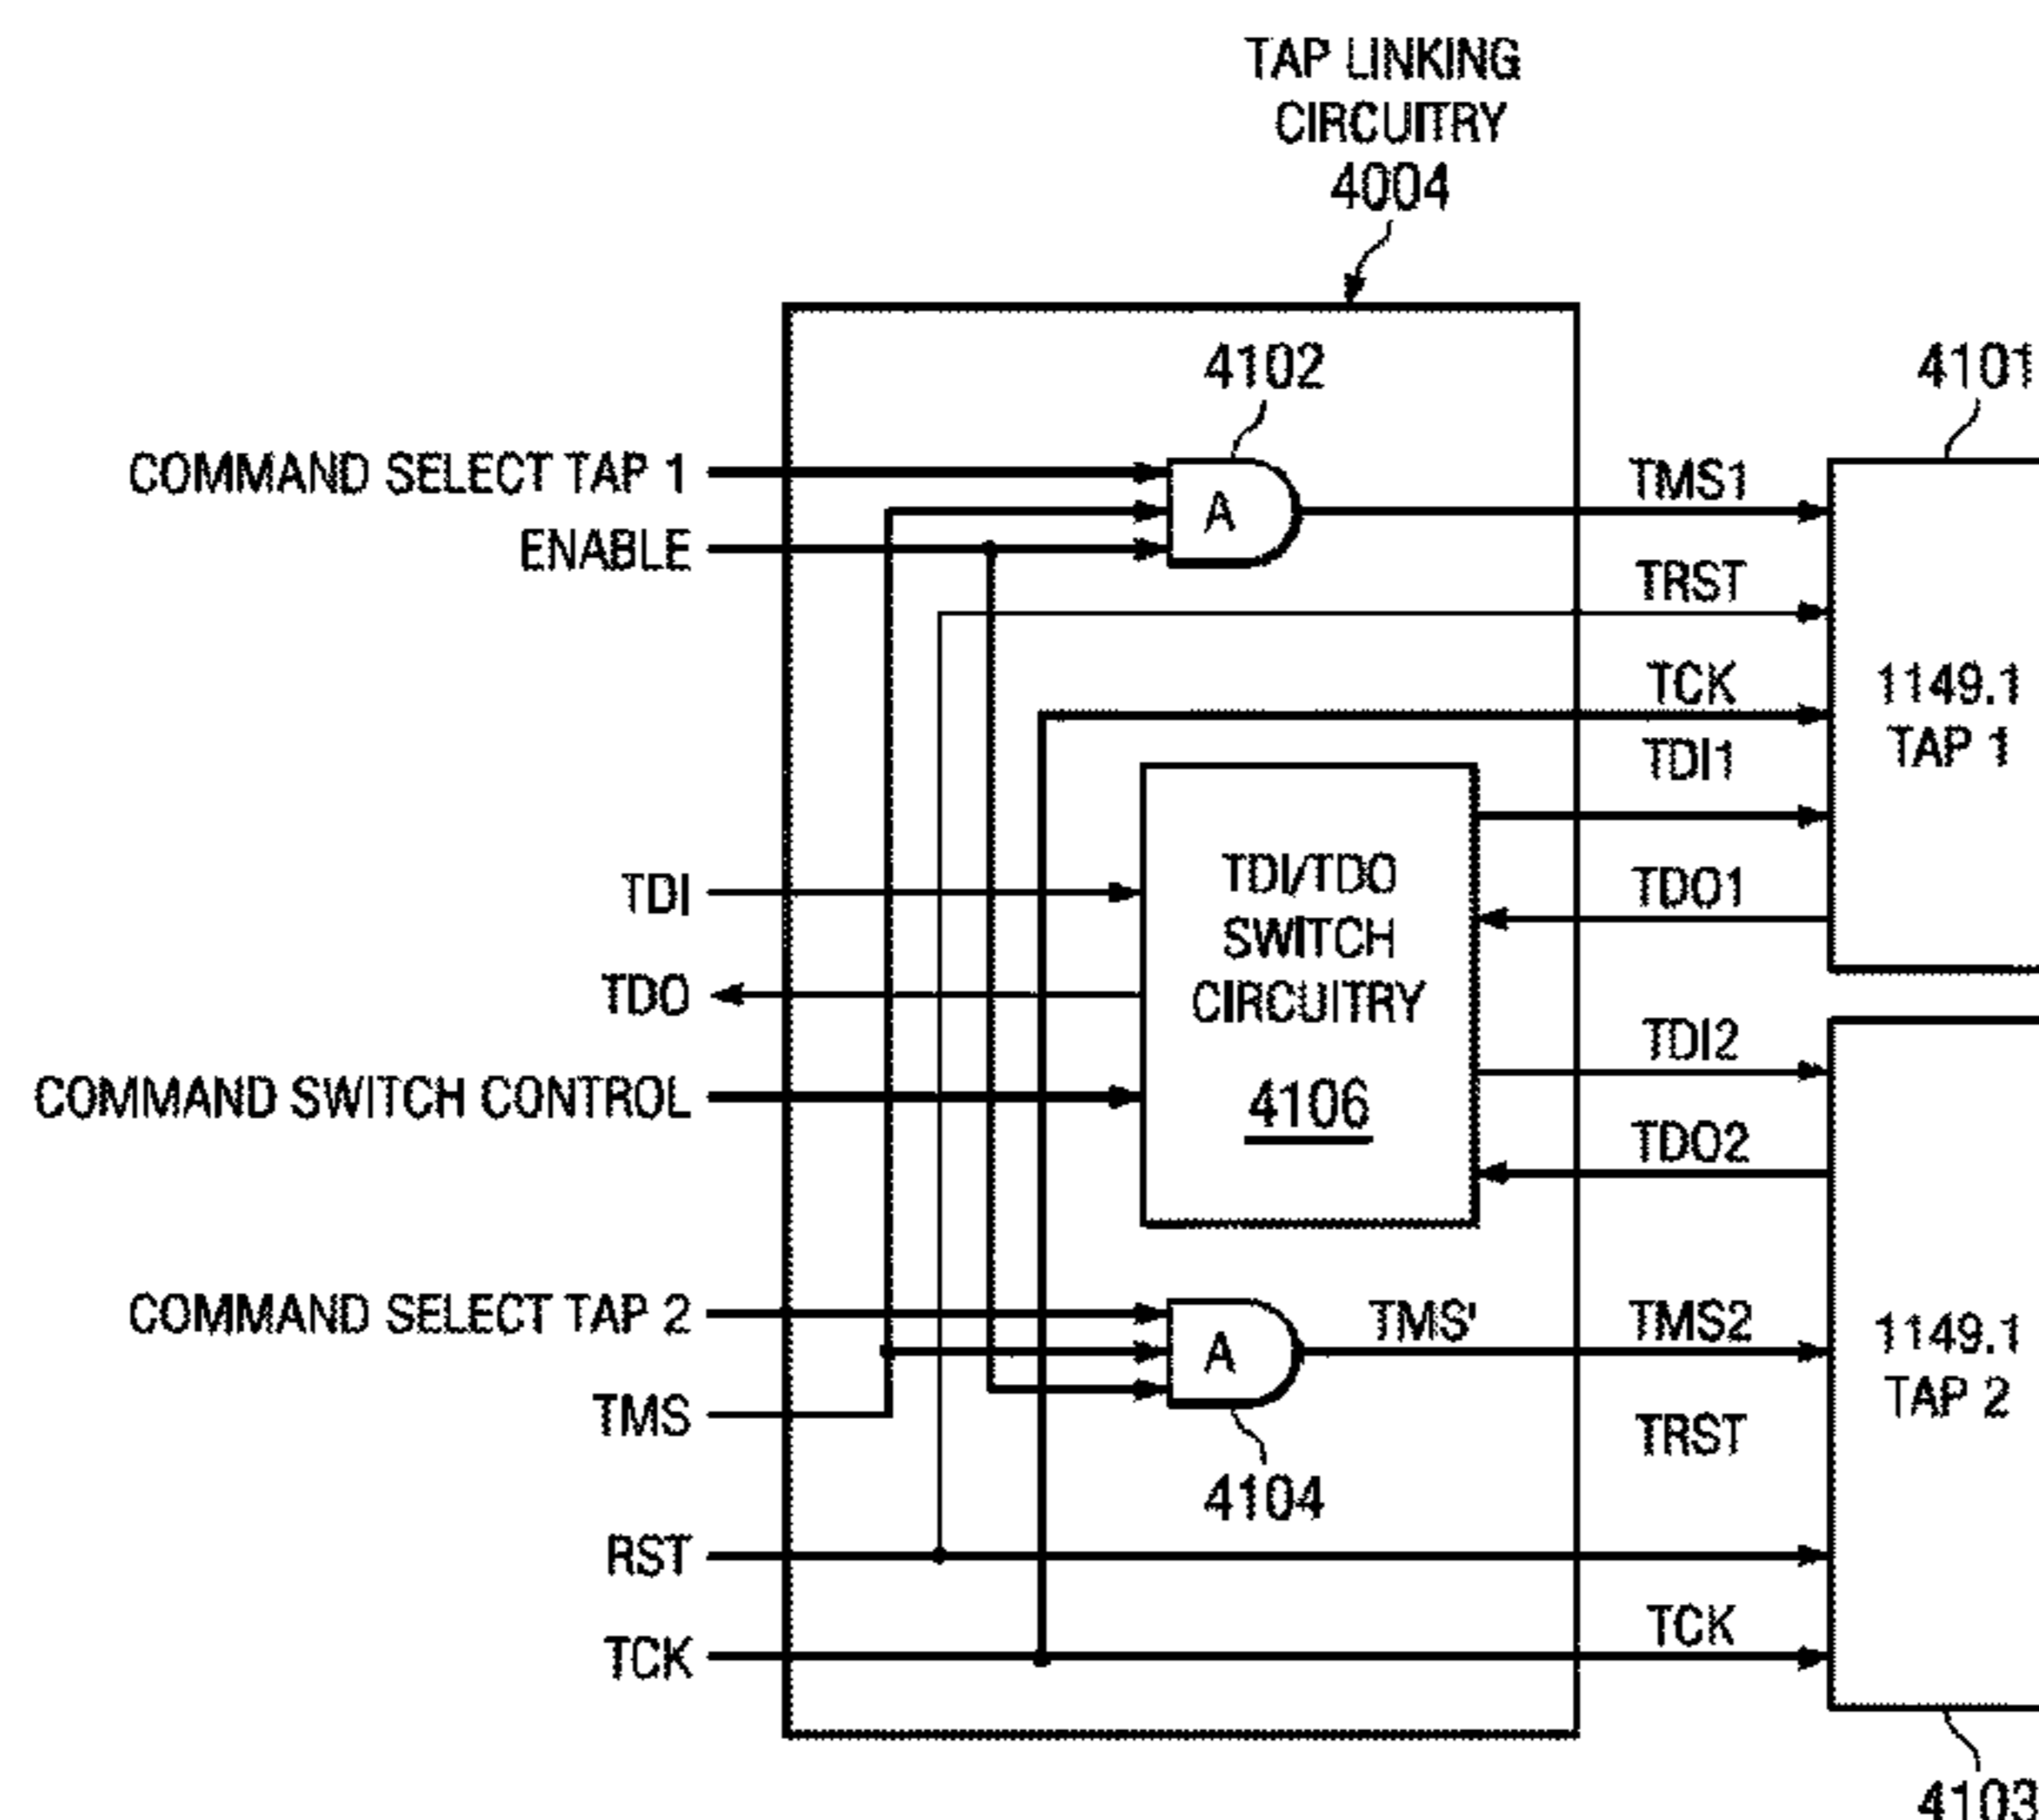 TAP LINKING
CIRCUITRY
4004
4102
4101
COMMAND SELECT TAP 1
A
TMS1
ENABLE
TRST
TCK
1149.1
TAP 1
TDI1
TDI
TDI/TDO
SWITCH
CIRCUITRY
4106
TDO1
TDO
TDI2
COMMAND SWITCH CONTROL
TDO2
COMMAND SELECT TAP 2
A
TMS'
TMS2
1149.1
TAP 2
TMS
TRST
4104
RST
TCK
TCK
4103